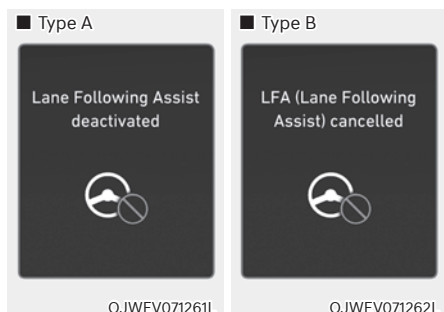 ■ Type A
Lane Following Assist
deactivated
OJWEV071261L
■ Type B
LFA (Lane Following
Assist) cancelled
OJWEV071262L